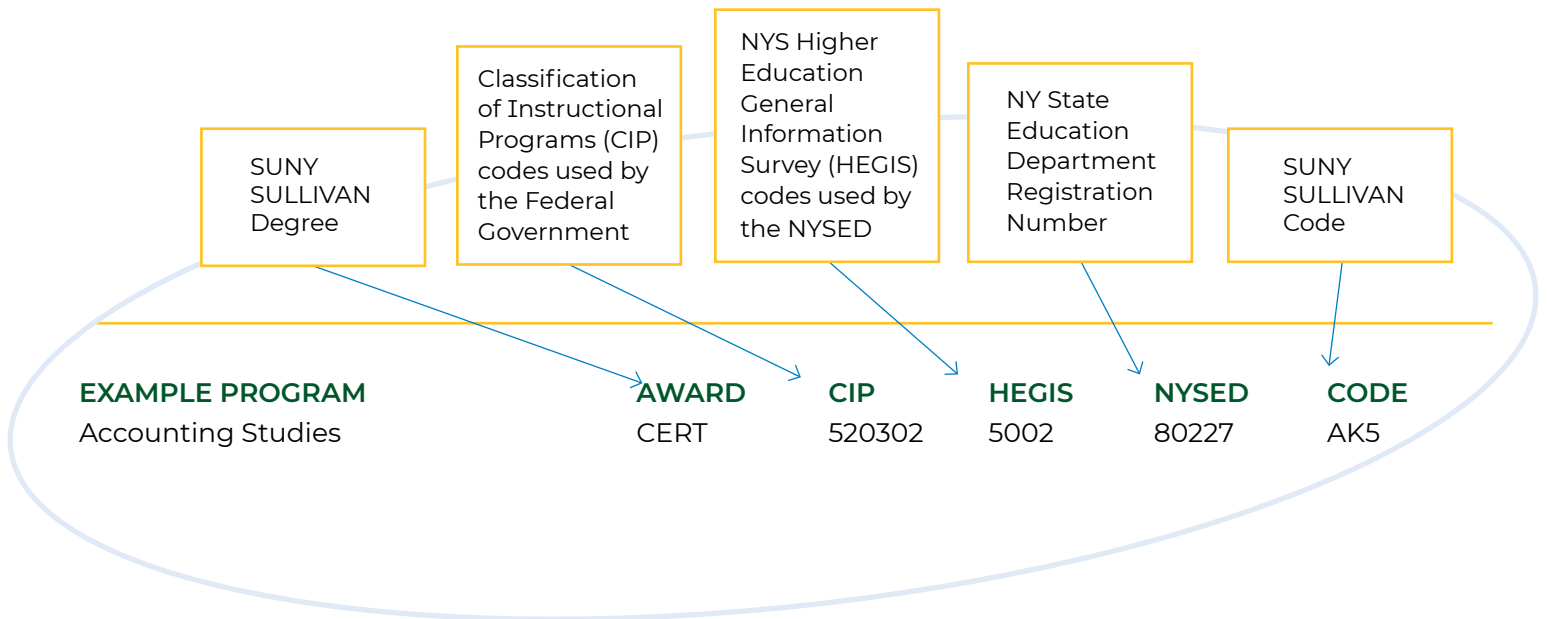 SUNY
SULLIVAN
Degree
Classification
of Instructional
Programs (CIP)
codes used by
the Federal
Government
NYS Higher
Education
General
Information
Survey (HEGIS)
codes used by
the NYSED
NY State
Education
Department
Registration
Number
SUNY
SULLIVAN
Code
EXAMPLE PROGRAM AWARD CIP HEGIS NYSED CODE
Accounting Studies CERT 520302 5002 80227 AK5